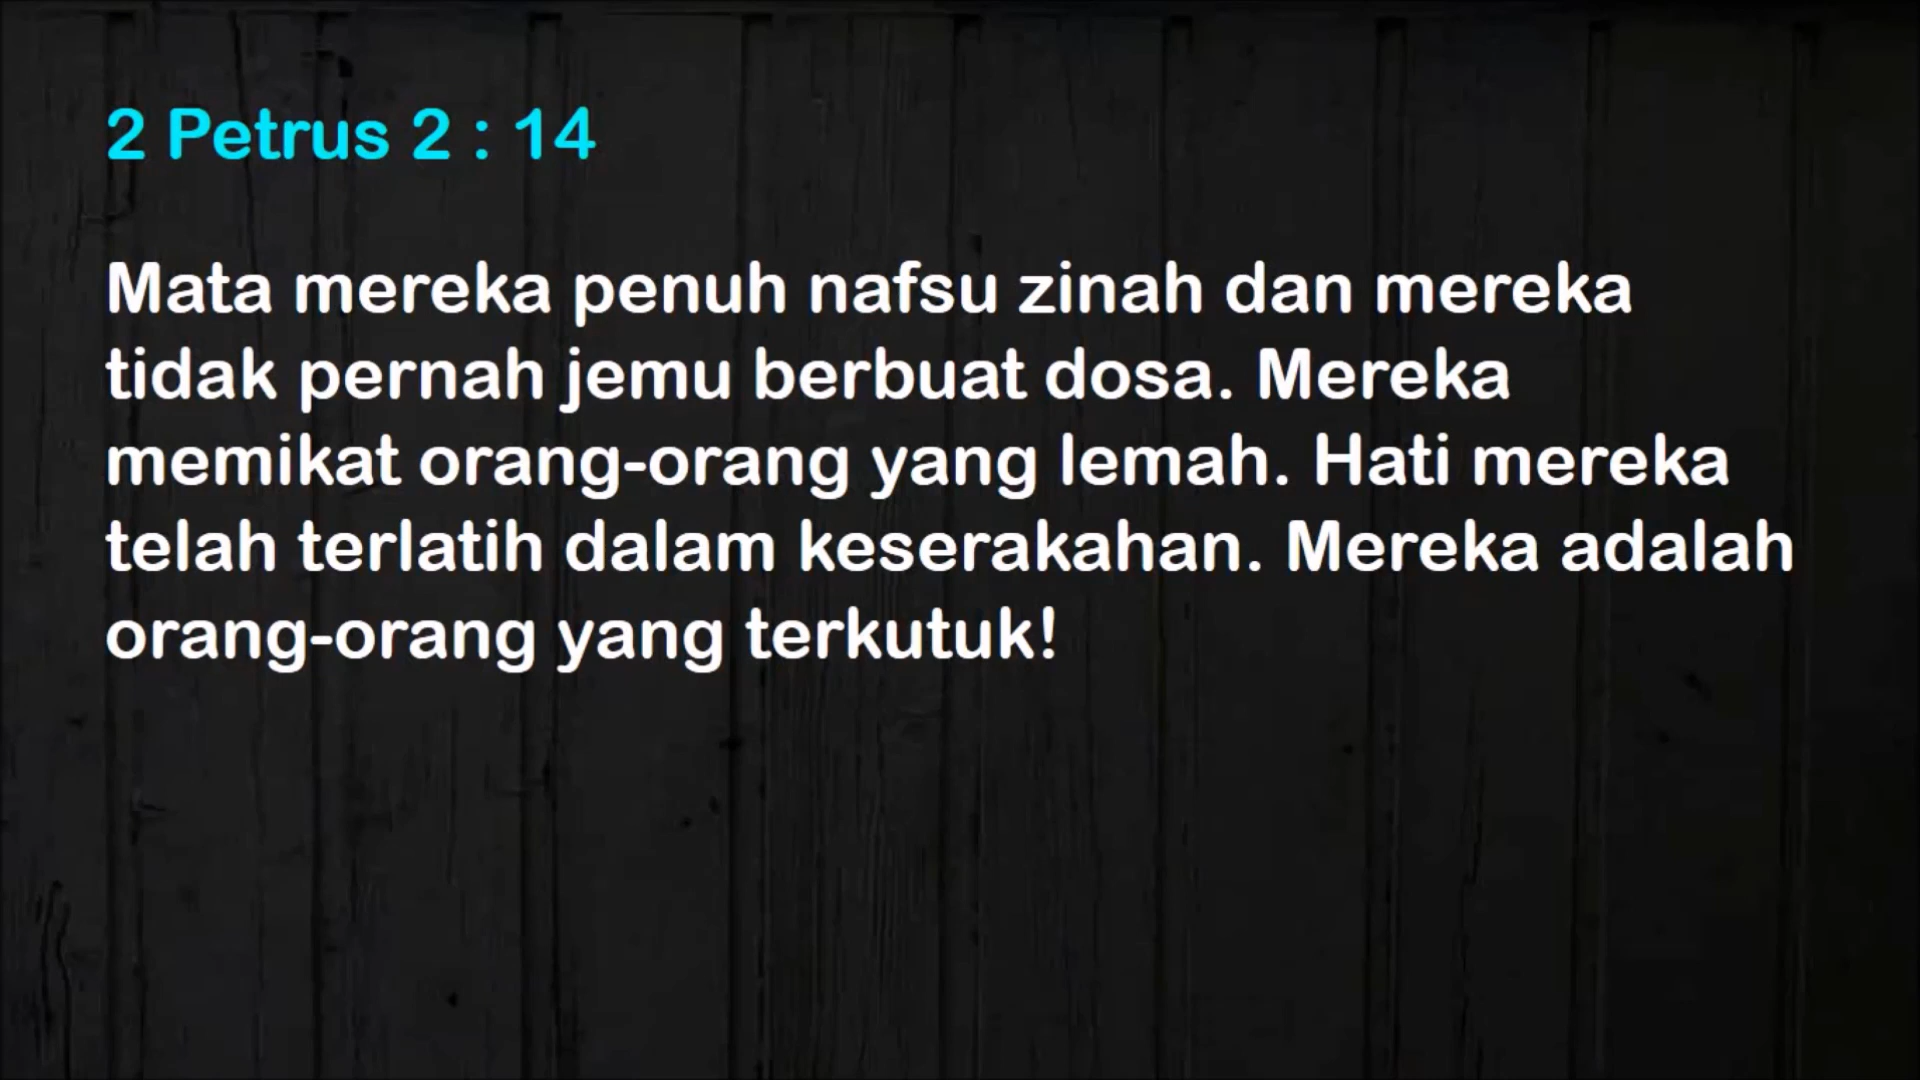 2 Petrus 2 : 14
Mata mereka penuh nafsu zinah dan mereka
tidak pernah jemu berbuat dosa. Mereka
memikat orang-orang yang lemah. Hati mereka
telah terlatih dalam keserakahan. Mereka adalah
orang-orang yang terkutuk!